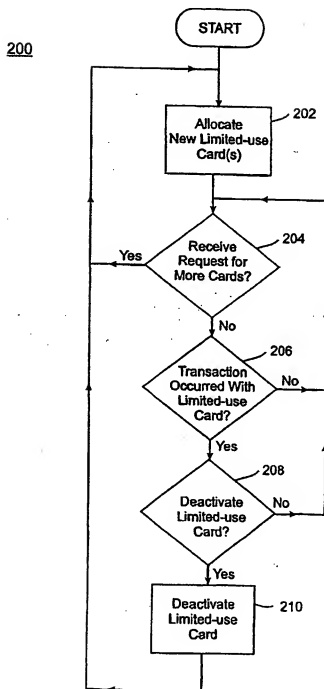 200
START
202
Allocate
New Limited-use
Card(s)
204
Yes
Receive
Request for
More Cards?
No
206
Transaction
Occurred With
Limited-use
Card?
No
Yes
208
Deactivate
Limited-use
Card?
No
Yes
210
Deactivate
Limited-use
Card